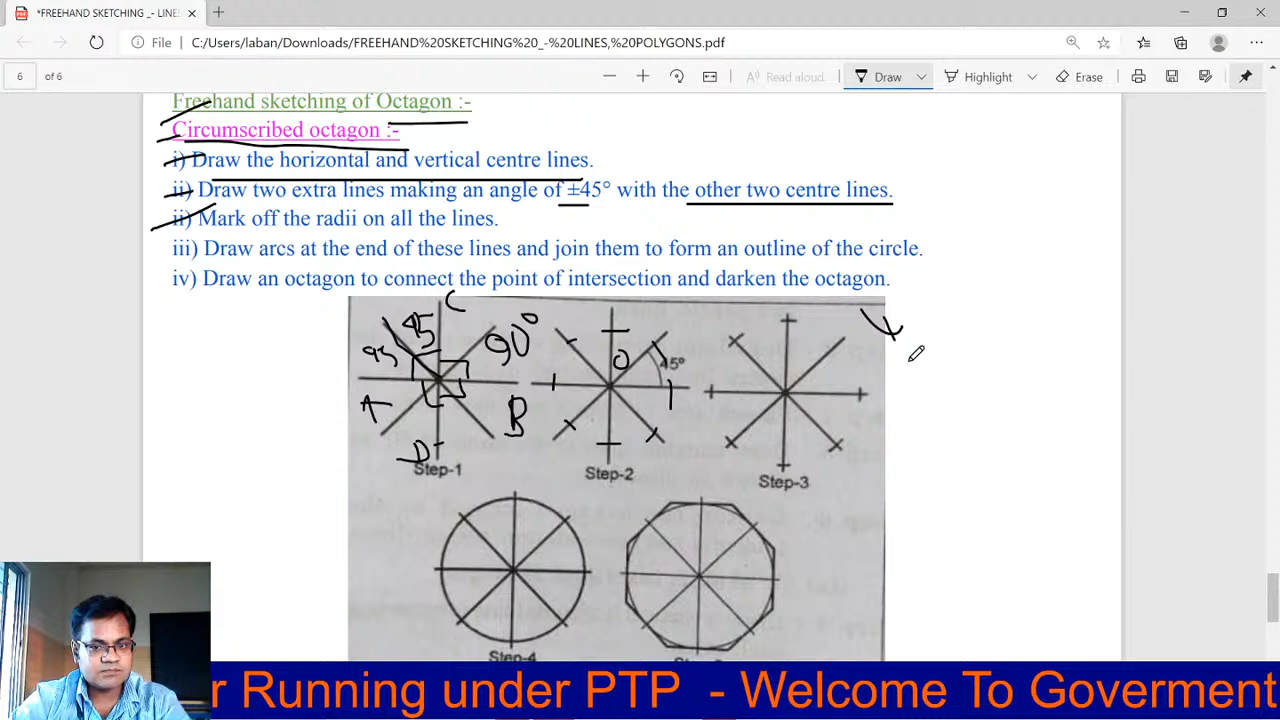 *FREEHAND SKETCHING _- LINE
File
C:/Users/laban/Downloads/FREEHAND%20SKETCHING%20_-%20LINES,%20POLYGONS.pdf
6 of 6
Read aloud
Draw
Highlight
Erase
Freehand sketching of Octagon :-
Circumscribed octagon :-
i) Draw the horizontal and vertical centre lines.
ii) Draw two extra lines making an angle of ±45° with the other two centre lines.
ii) Mark off the radii on all the lines.
iii) Draw arcs at the end of these lines and join them to form an outline of the circle.
iv) Draw an octagon to connect the point of intersection and darken the octagon.
C
45
45
90°
O
45°
A
B
D
Step-1
Step-2
Step-3
Step-4
r Running under PTP - Welcome To Goverment